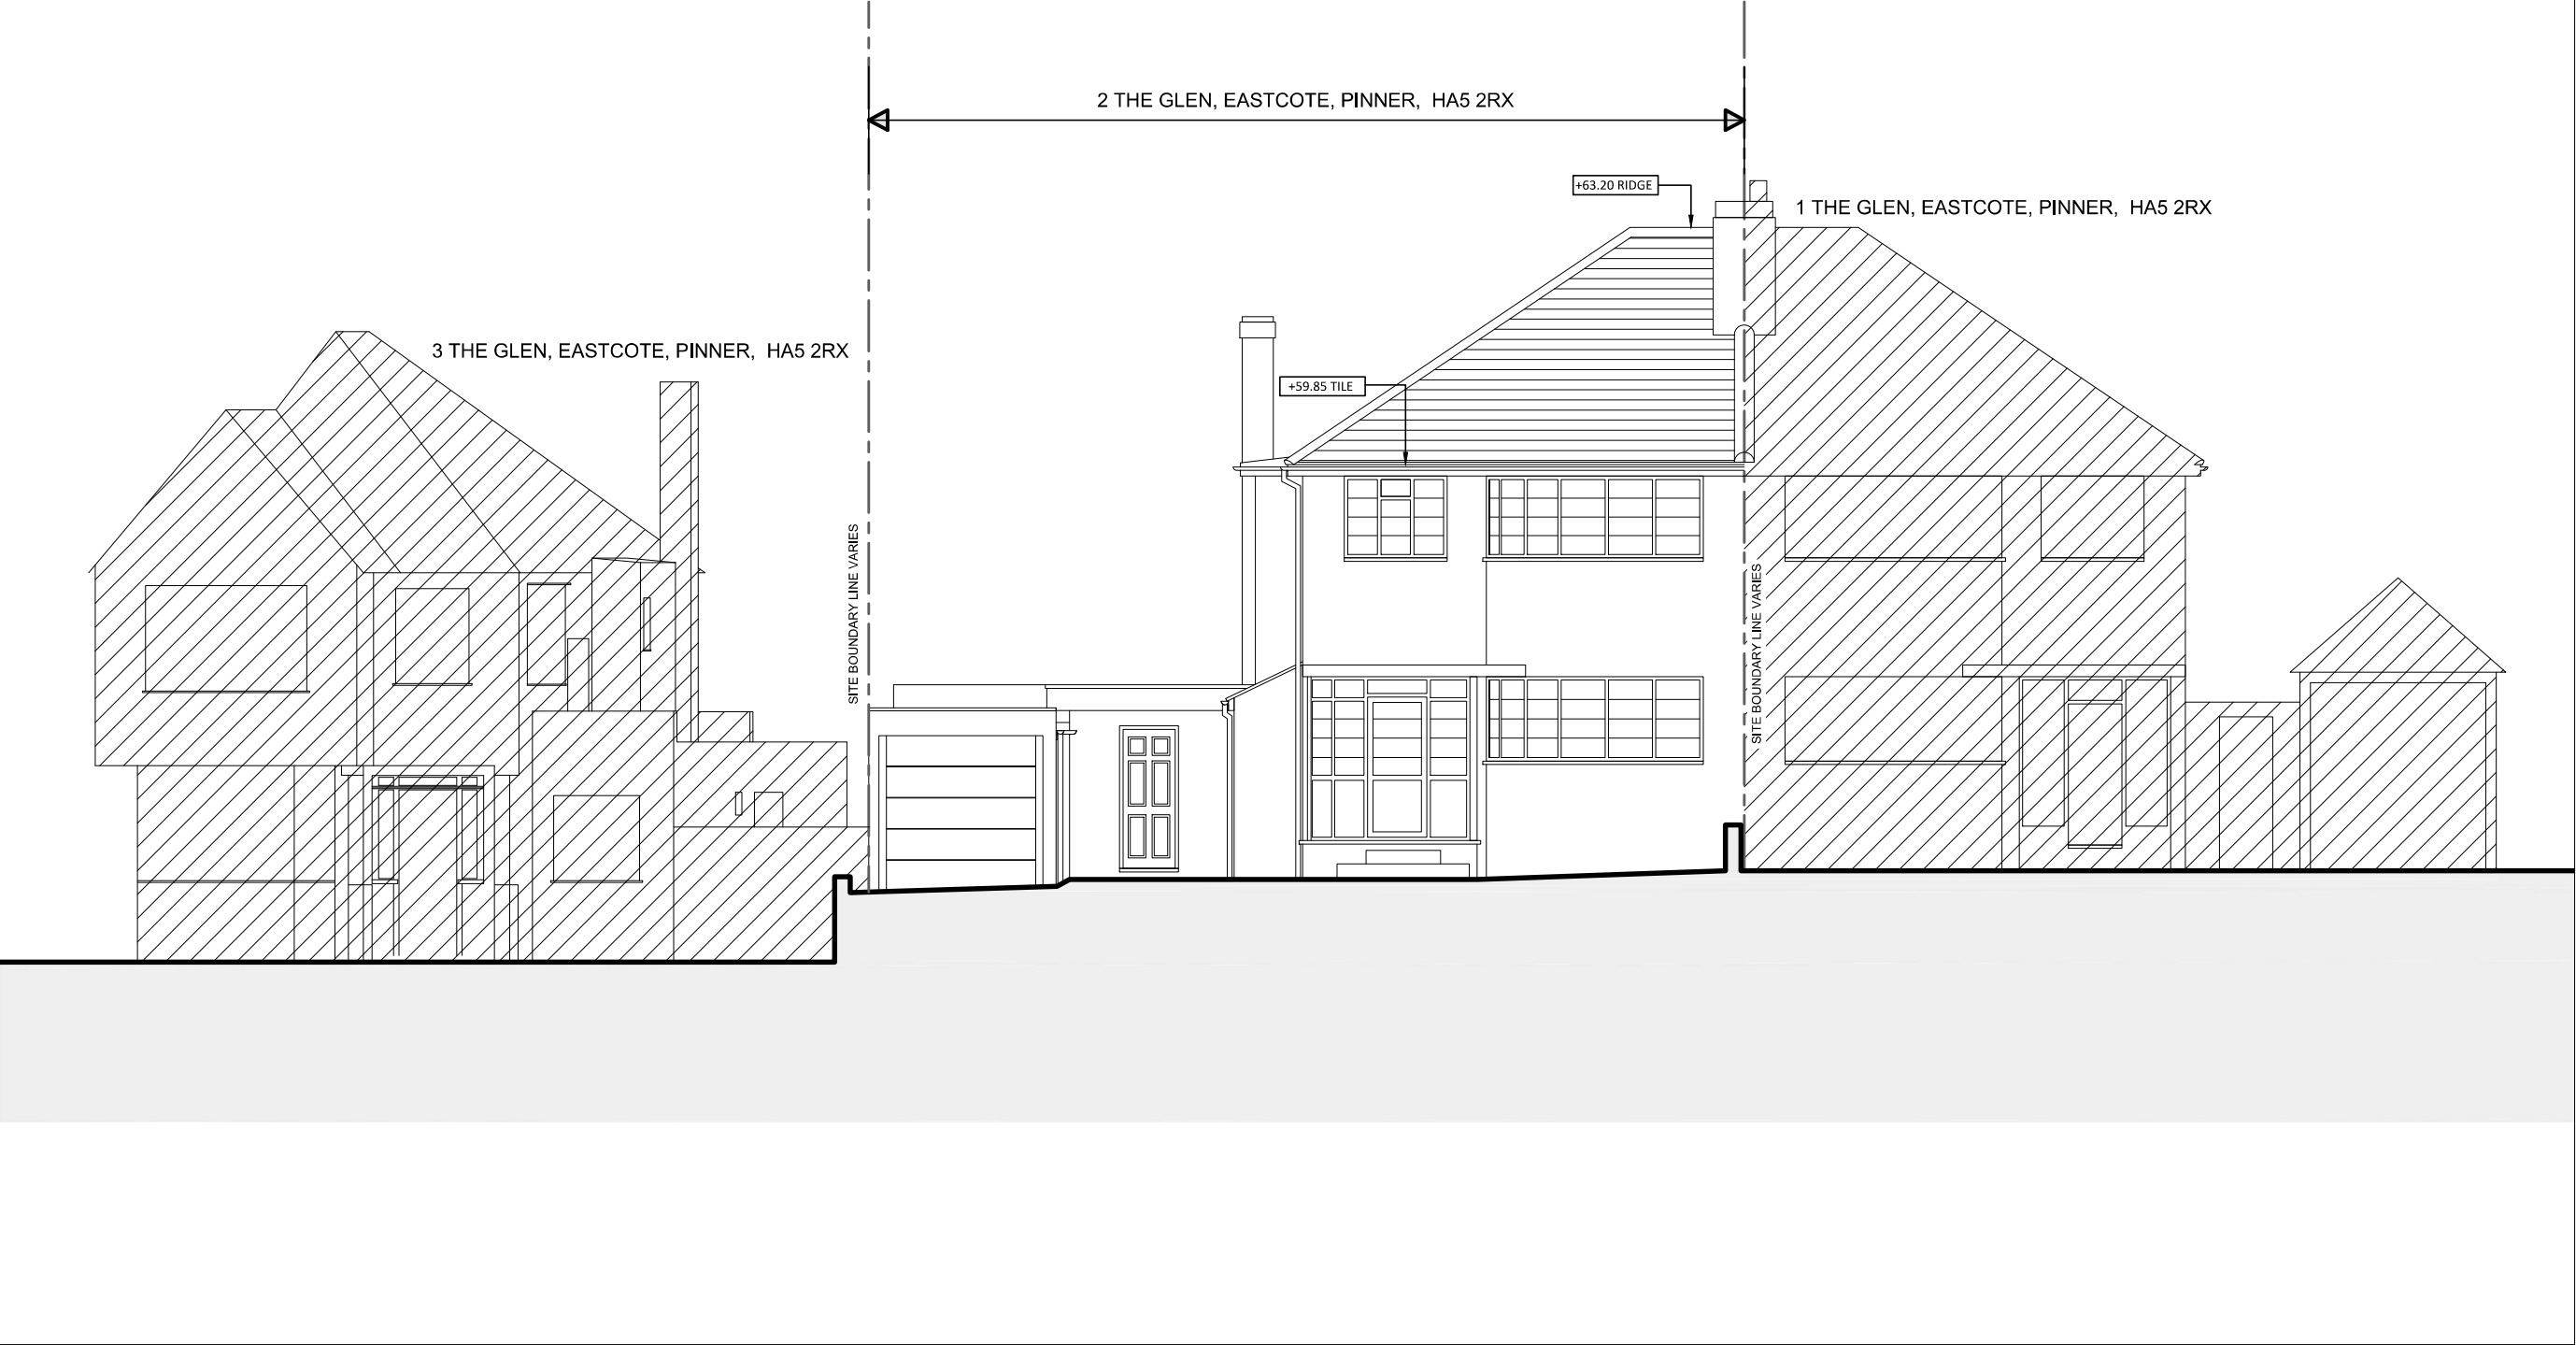 2 THE GLEN, EASTCOTE, PINNER, HA5 2RX
+63.20 RIDGE
1 THE GLEN, EASTCOTE, PINNER, HA5 2RX
3 THE GLEN, EASTCOTE, PINNER, HA5 2RX
+59.85 TILE
SITE BOUNDARY LINE VARIES
SITE BOUNDARY LINE VARIES